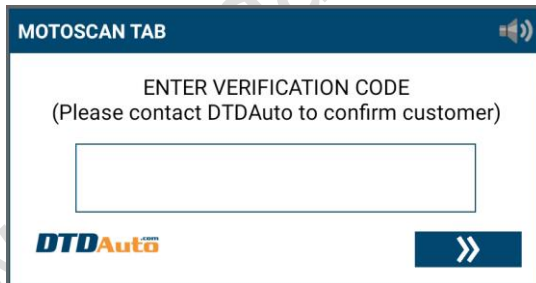 MOTOSCAN TAB
ENTER VERIFICATION CODE
(Please contact DTDAuto to confirm customer)
DTDAuto.com